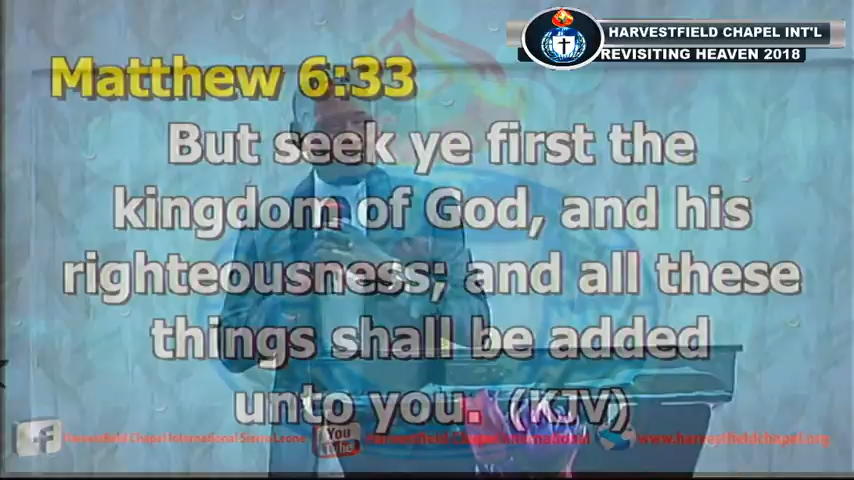 HARVESTFIELD CHAPEL INT'L
REVISITING HEAVEN 2018
Matthew 6:33
But seek ye first the
kingdom of God, and his
righteousness; and all these
things shall be added
unto you. (KJV)
f Harvestfield Chapel International Sierra Leone You Tube Harvestfield Chapel International www.harvestfieldchapel.org